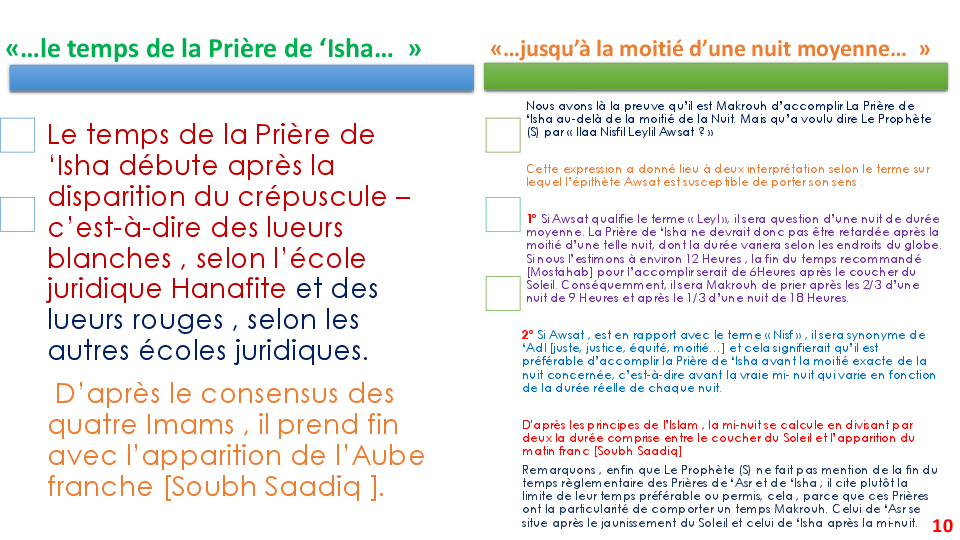 «…le temps de la Prière de ‘Isha… »
Le temps de la Prière de
‘Isha débute après la
disparition du crépuscule –
c’est-à-dire des lueurs
blanches , selon l’école
juridique Hanafite et des
lueurs rouges , selon les
autres écoles juridiques.
D’après le consensus des
quatre Imams , il prend fin
avec l’apparition de l’Aube
franche [Soubh Saadiq ].
«…jusqu’à la moitié d’une nuit moyenne… »
Nous avons là la preuve qu’il est Makrouh d’accomplir La Prière de
‘Isha au-delà de la moitié de la Nuit. Mais qu’a voulu dire Le Prophète
(S) par « Ilaa Nisfil Leylil Awsat ? »
Cette expression a donné lieu à deux interprétation selon le terme sur
lequel l’épithète Awsat est susceptible de porter son sens :
1° Si Awsat qualifie le terme « Leyl », il sera question d’une nuit de durée
moyenne. La Prière de ‘Isha ne devrait donc pas être retardée après la
moitié d’une telle nuit, dont la durée variera selon les endroits du globe.
Si nous l’estimons à environ 12 Heures , la fin du temps recommandé
[Mostahab] pour l’accomplir serait de 6Heures après le coucher du
Soleil. Conséquemment, il sera Makrouh de prier après les 2/3 d’une
nuit de 9 Heures et après le 1/3 d’une nuit de 18 Heures.
2° Si Awsat , est en rapport avec le terme « Nisf » , il sera synonyme de
‘Adl [juste, justice, équité, moitié…] et cela signifierait qu’il est
préférable d’accomplir la Prière de ‘Isha avant la moitié exacte de la
nuit concernée, c’est-à-dire avant la vraie mi- nuit qui varie en fonction
de la durée réelle de chaque nuit.
D'après les principes de l’Islam , la mi-nuit se calcule en divisant par
deux la durée comprise entre le coucher du Soleil et l’apparition du
matin franc [Soubh Saadiq]
Remarquons , enfin que Le Prophète (S) ne fait pas mention de la fin du
temps règlementaire des Prières de ‘Asr et de ‘Isha ; il cite plutôt la
limite de leur temps préférable ou permis, cela , parce que ces Prières
ont la particularité de comporter un temps Makrouh. Celui de ‘Asr se
situe après le jaunissement du Soleil et celui de ‘Isha après la mi-nuit.
10